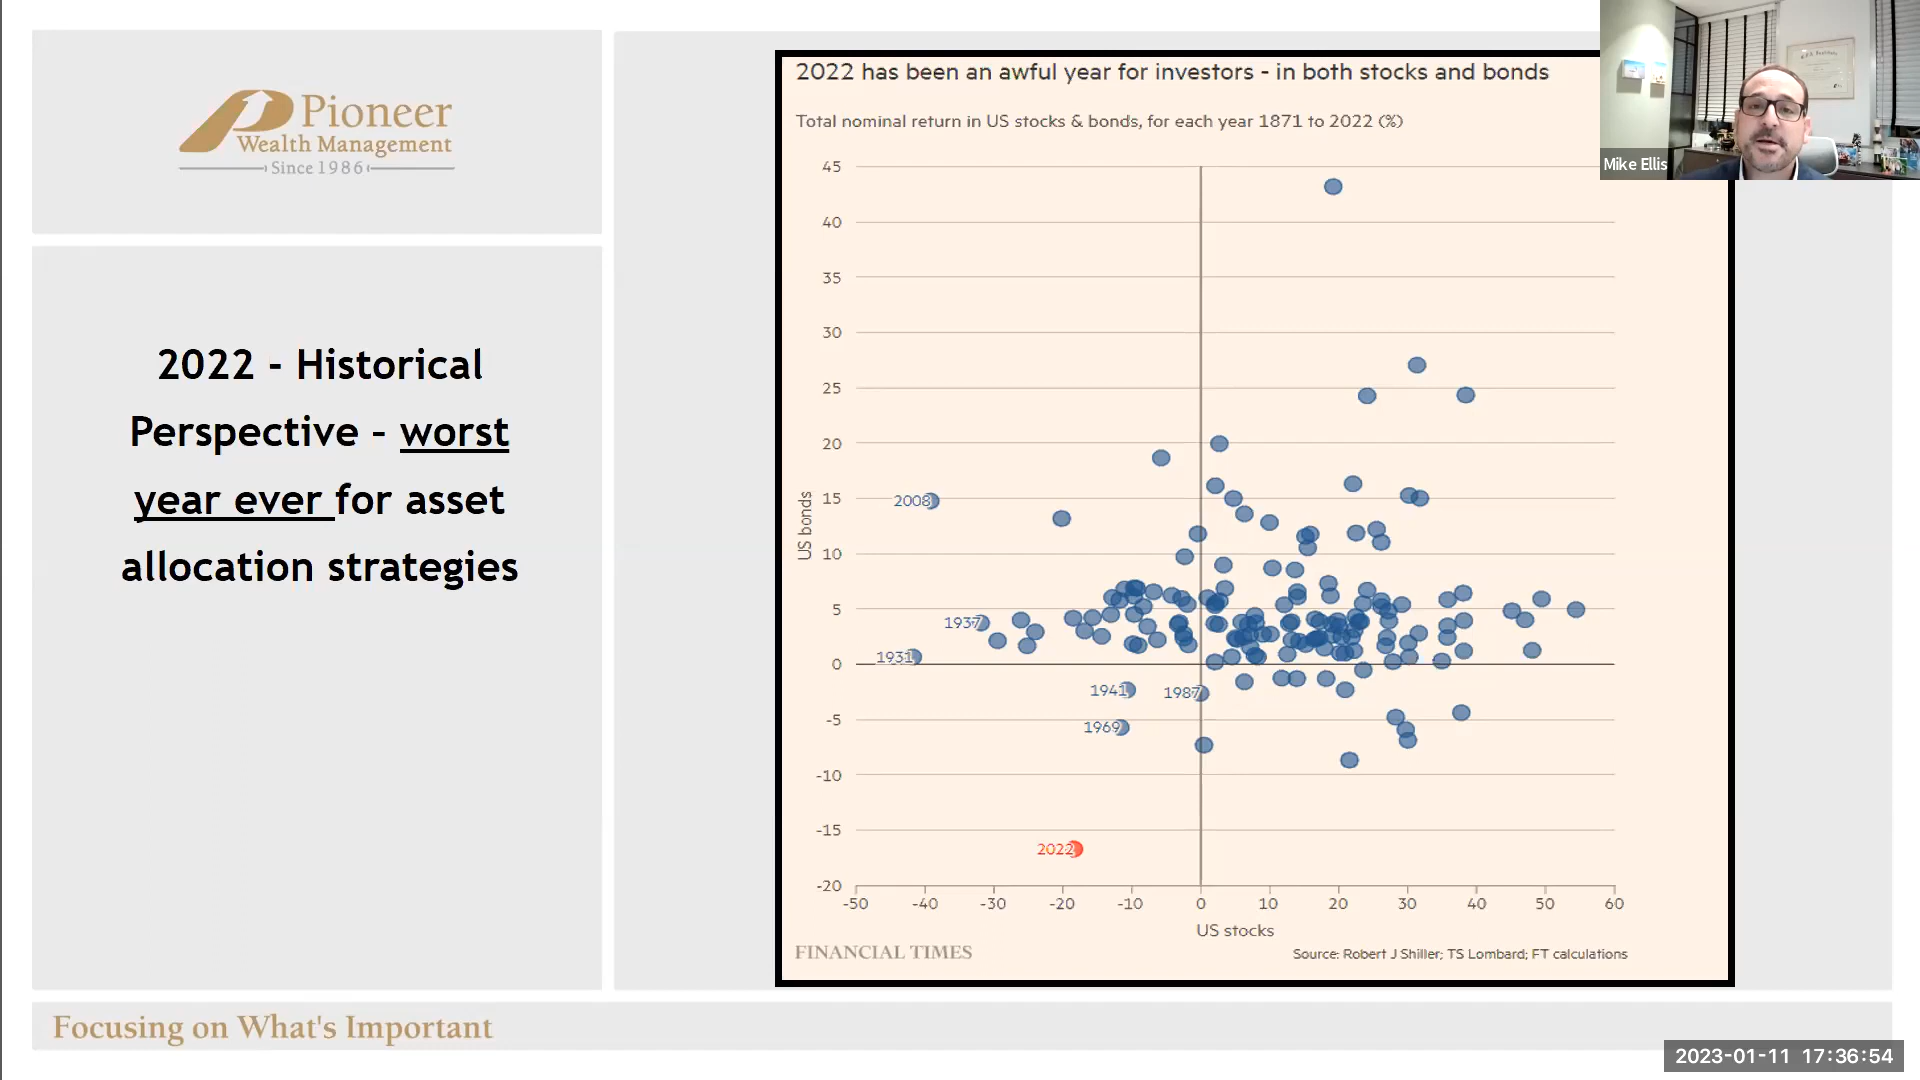 Pioneer
Wealth Management
Since 1986
2022 - Historical
Perspective - worst
year ever for asset
allocation strategies
2022 has been an awful year for investors - in both stocks and bonds
Total nominal return in US stocks & bonds, for each year 1871 to 2022 (%)
45
40
35
30
25
20
15
10
5
0
-5
-10
-15
-20
US bonds
2008
1937
1931
1941
1987
1969
2022
-50 -40 -30 -20 -10 0 10 20 30 40 50 60
US stocks
FINANCIAL TIMES
Source: Robert J Shiller; TS Lombard; FT calculations
Mike Ellis
Focusing on What's Important
2023-01-11 17:36:54